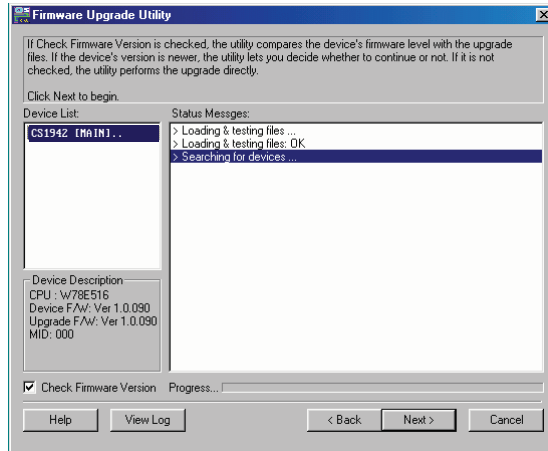 Firmware Upgrade Utility
If Check Firmware Version is checked, the utility compares the device's firmware level with the upgrade
files. If the device's version is newer, the utility lets you decide whether to continue or not. If it is not
checked, the utility performs the upgrade directly.
Click Next to begin.
Device List:
CS1942 [MAIN]..
Status Messges:
> Loading & testing files ...
> Loading & testing files: OK
> Searching for devices ...
Device Description
CPU : W78E516
Device F/W: Ver 1.0.090
Upgrade F/W: Ver 1.0.090
MID: 000
Check Firmware Version
Progress...
Help
View Log
< Back
Next >
Cancel